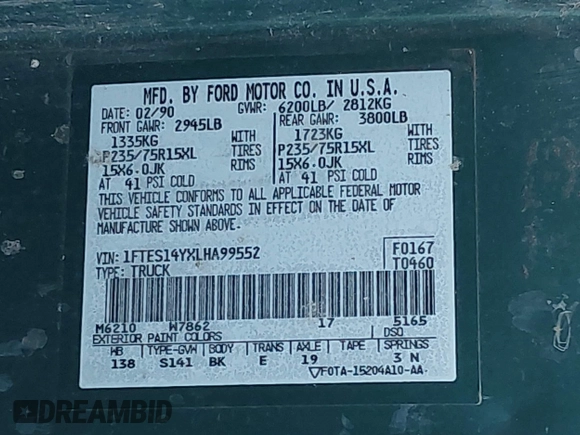 MFD. BY FORD MOTOR CO. IN U.S.A.
DATE: 02/90 GVWR: 6200LB/ 2812KG
FRONT GAWR: 2945LB REAR GAWR: 3800LB
1335KG WITH 1723KG WITH
P235/75R15XL TIRES P235/75R15XL TIRES
15X6.0JK RIMS 15X6.0JK RIMS
AT 41 PSI COLD AT 41 PSI COLD
THIS VEHICLE CONFORMS TO ALL APPLICABLE FEDERAL MOTOR
VEHICLE SAFETY STANDARDS IN EFFECT ON THE DATE OF
MANUFACTURE SHOWN ABOVE.
VIN: 1FTES14YXLHA99552 F0167
TYPE: TRUCK T0460
M6210 W7862 17 5165
EXTERIOR PAINT COLORS DSO
WB TYPE-GVW BODY TRANS AXLE TAPE SPRINGS
138 S141 BK E 19 3 N
F0TA-15204A10-AA
DREAMBID